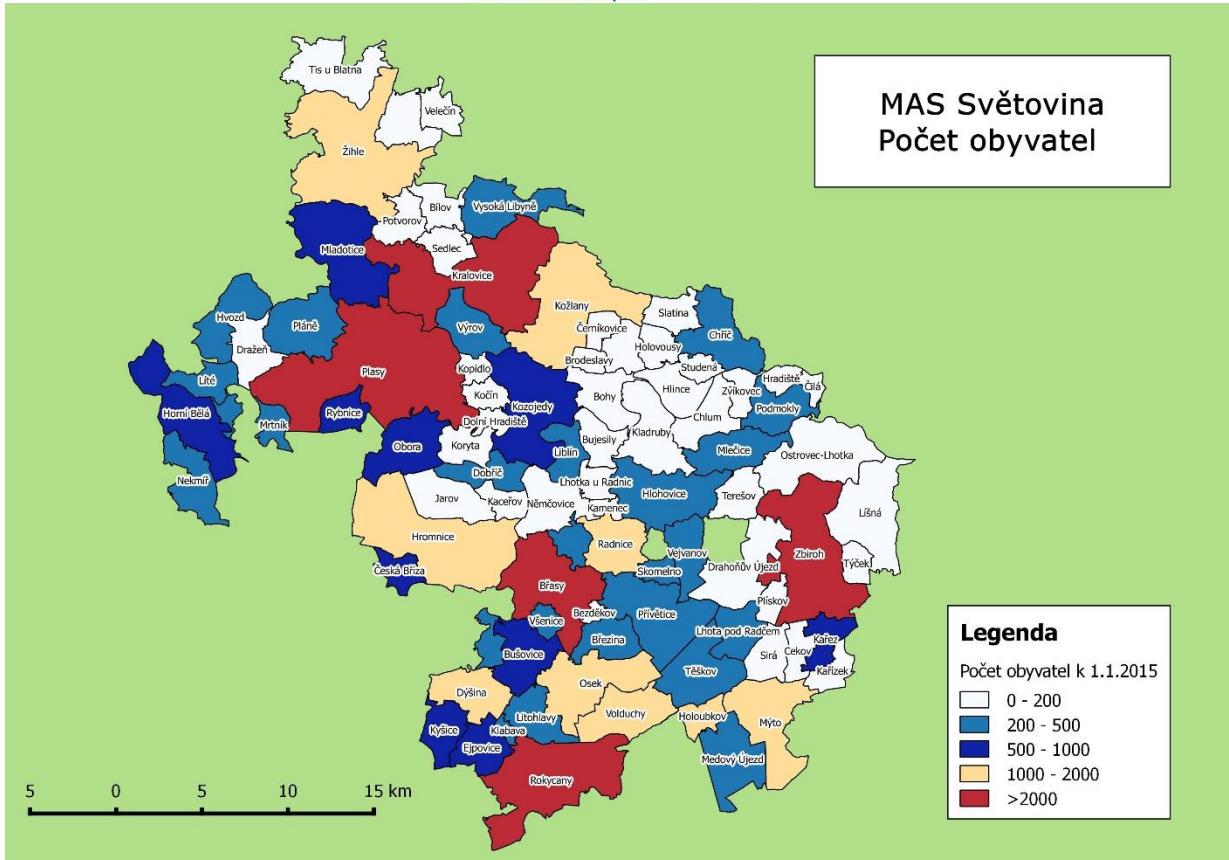 MAS Světovina
Počet obyvatel
Tis u Blatna
Velečín
Žihle
Bílov
Vysoká Libyně
Potvorov
Sedlec
Mladotice
Kralovice
Kožlany
Slatina
Hvozd
Pláně
Výrov
Černíkovice
Chříč
Holovousy
Dražeň
Brodeslavy
Studená
Plasy
Kopidlo
Líté
Hlince
Hradiště
Čilá
Kočín
Bohy
Zvíkovec
Horní Bělá
Rybnice
Kozojedy
Podmokly
Mrtník
Dolní Hradiště
Chlum
Kladruby
Obora
Koryta
Bujesily
Liblín
Mlečice
Ostrovec-Lhotka
Dobříč
Nekmíř
Lhotka u Radnic
Hlohovice
Terešov
Jarov
Kaceřov
Němčovice
Kamenec
Líšná
Hromnice
Radnice
Vejvanov
Zbiroh
Drahoňův Újezd
Týček
Česká Bříza
Skomelno
Břasy
Plískov
Bezděkov
Přívětice
Všenice
Lhota pod Radčem
Kařez
Březina
Bušovice
Sirá
Cekov
Těškov
Kařízek
Osek
Dýšina
Volduchy
Litohlavy
Holoubkov
Mýto
Kyšice
Klabava
Ejpovice
Medový Újezd
Rokycany
Legenda
Počet obyvatel k 1.1.2015
0 - 200
200 - 500
500 - 1000
1000 - 2000
>2000
5 0 5 10 15 km